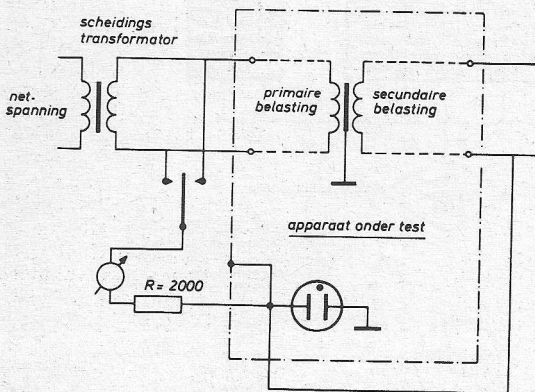 scheidings
transformator
net-
spanning
primaire
belasting
secundaire
belasting
apparaat onder test
R= 2000